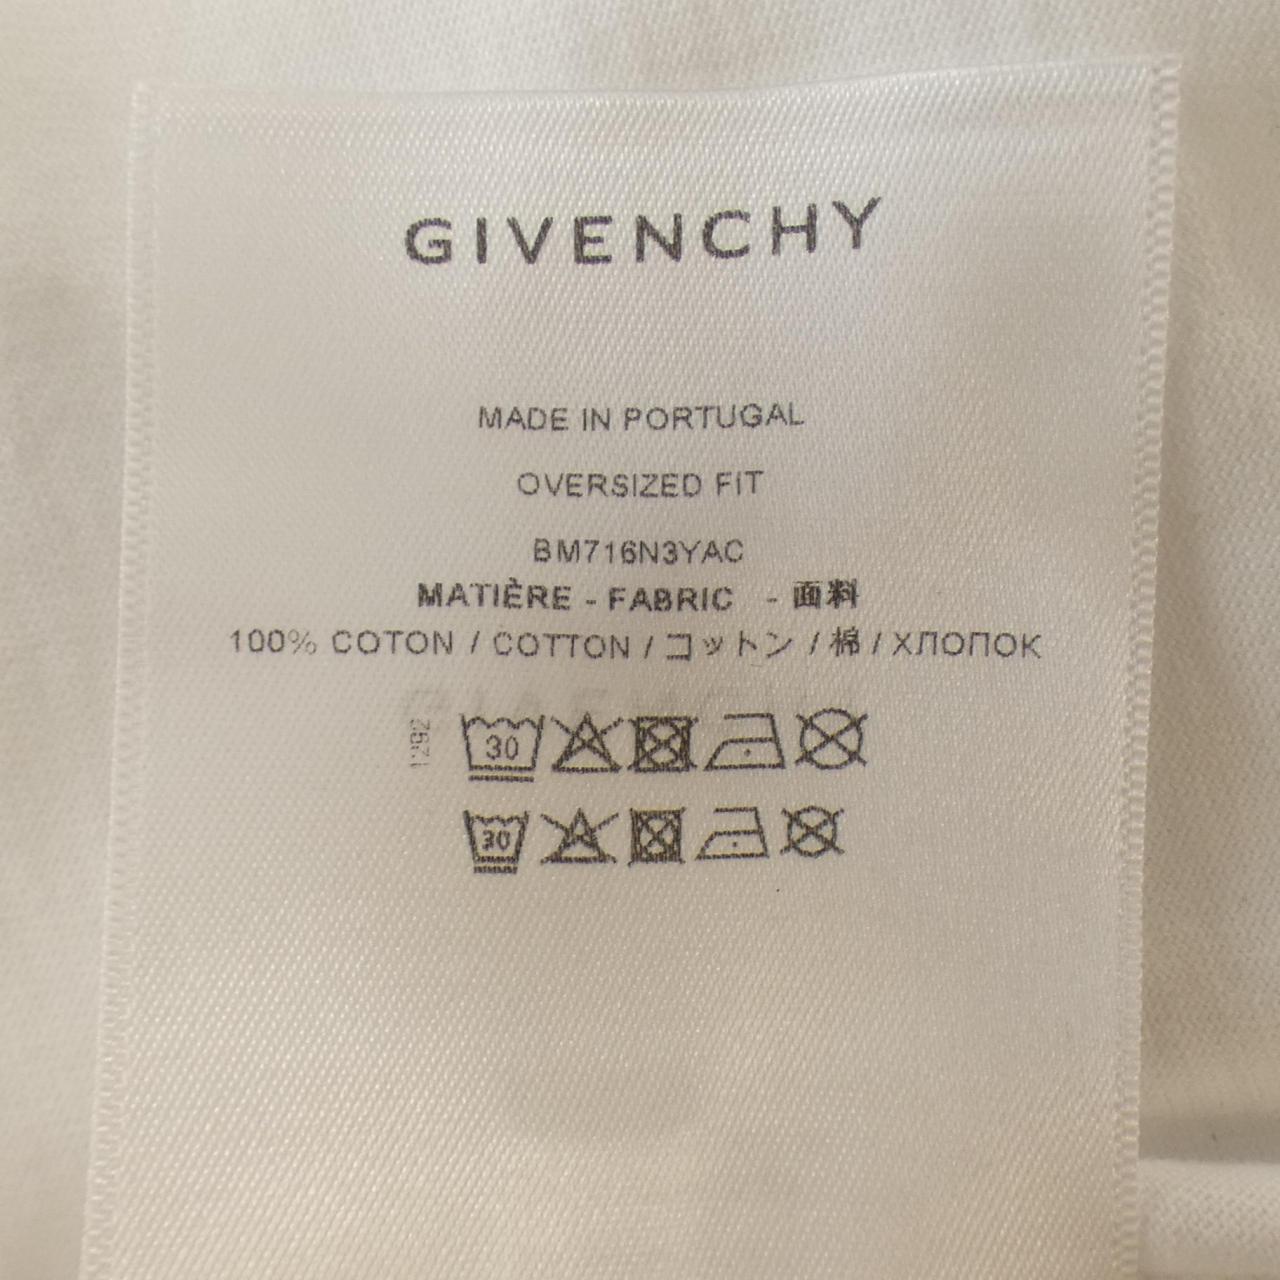 GIVENCHY
MADE IN PORTUGAL
OVERSIZED FIT
BM716N3YAC
MATIÈRE - FABRIC - 面料
100% COTON / COTTON / コットン / 棉 / ХЛОПОК
30
30